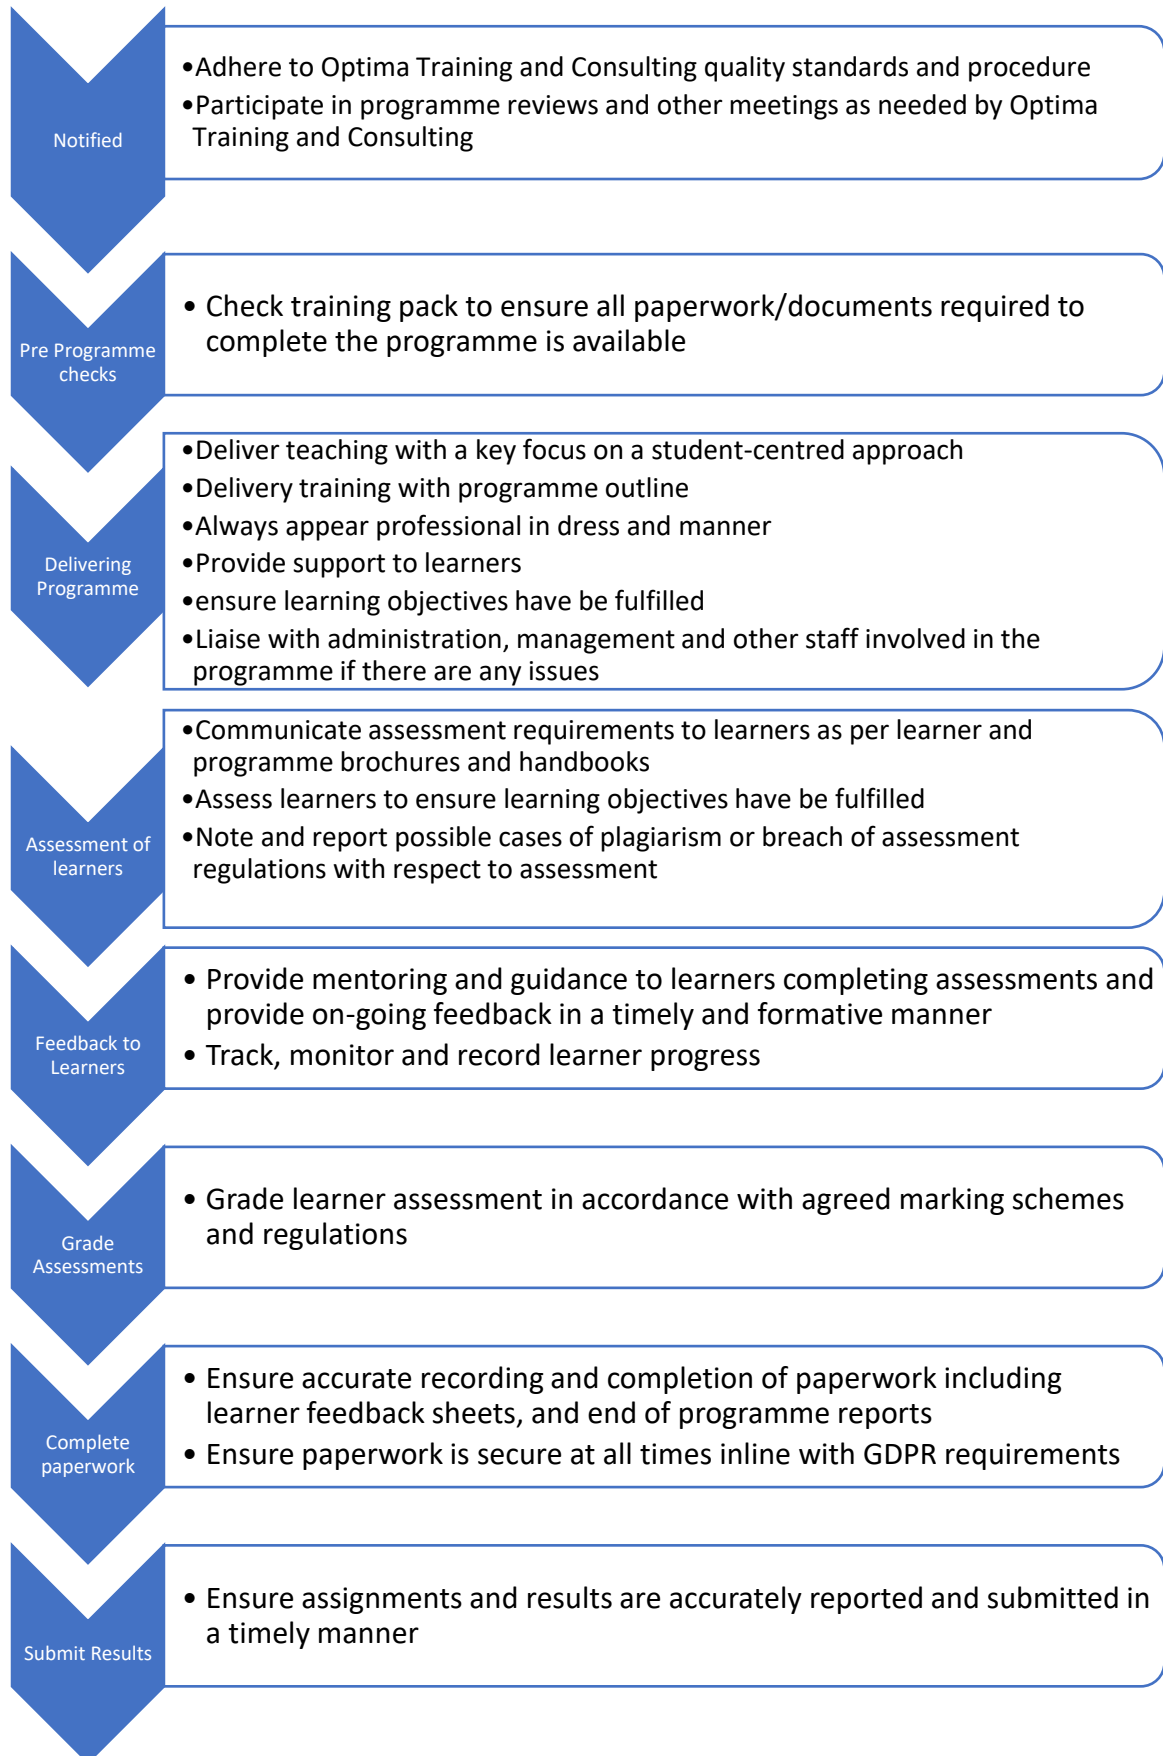 Notified
•Adhere to Optima Training and Consulting quality standards and procedure
•Participate in programme reviews and other meetings as needed by Optima
Training and Consulting
Pre Programme
checks
• Check training pack to ensure all paperwork/documents required to
complete the programme is available
Delivering
Programme
•Deliver teaching with a key focus on a student-centred approach
•Delivery training with programme outline
•Always appear professional in dress and manner
•Provide support to learners
•ensure learning objectives have be fulfilled
•Liaise with administration, management and other staff involved in the
programme if there are any issues
Assessment of
learners
•Communicate assessment requirements to learners as per learner and
programme brochures and handbooks
•Assess learners to ensure learning objectives have be fulfilled
•Note and report possible cases of plagiarism or breach of assessment
regulations with respect to assessment
Feedback to
Learners
• Provide mentoring and guidance to learners completing assessments and
provide on-going feedback in a timely and formative manner
• Track, monitor and record learner progress
Grade
Assessments
• Grade learner assessment in accordance with agreed marking schemes
and regulations
Complete
paperwork
• Ensure accurate recording and completion of paperwork including
learner feedback sheets, and end of programme reports
• Ensure paperwork is secure at all times inline with GDPR requirements
Submit Results
• Ensure assignments and results are accurately reported and submitted in
a timely manner